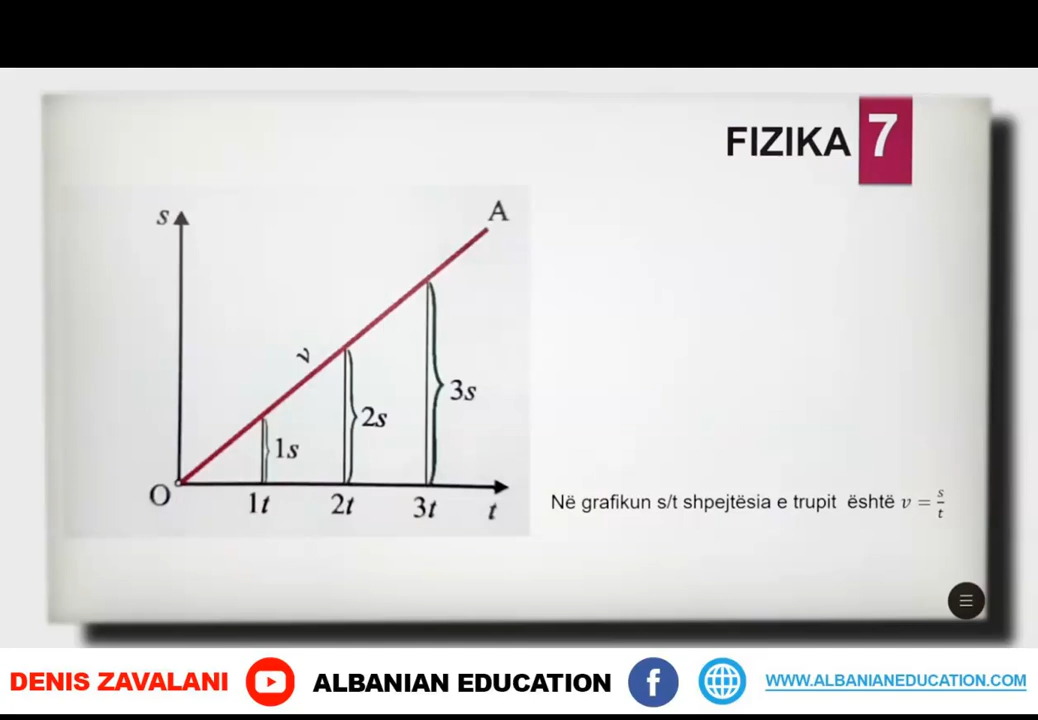 FIZIKA 7
s
A
v
3s
2s
1s
O
1t 2t 3t t
Në grafikun s/t shpejtësia e trupit është v = s/t
DENIS ZAVALANI
ALBANIAN EDUCATION
WWW.ALBANIANEDUCATION.COM